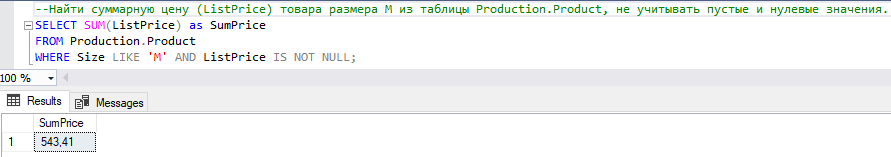 --Найти суммарную цену (ListPrice) товара размера М из таблицы Production.Product, не учитывать пустые и нулевые значения.
SELECT SUM(ListPrice) as SumPrice
FROM Production.Product
WHERE Size LIKE 'M' AND ListPrice IS NOT NULL;
100 %
Results Messages
SumPrice
1 543,41